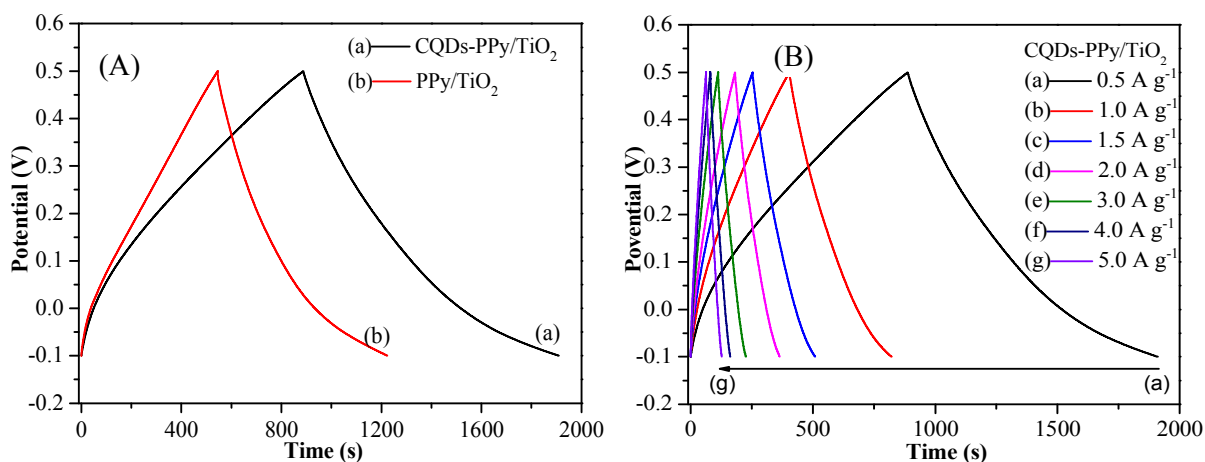 (A)
(a) CQDs-PPy/TiO₂
(b) PPy/TiO₂
0.6
0.5
0.4
0.3
0.2
0.1
0.0
-0.1
-0.2
Potential (V)
(b)
(a)
0 400 800 1200 1600 2000
Time (s)
(B)
CQDs-PPy/TiO₂
(a) 0.5 A g⁻¹
(b) 1.0 A g⁻¹
(c) 1.5 A g⁻¹
(d) 2.0 A g⁻¹
(e) 3.0 A g⁻¹
(f) 4.0 A g⁻¹
(g) 5.0 A g⁻¹
0.6
0.5
0.4
0.3
0.2
0.1
0.0
-0.1
-0.2
Povential (V)
(g) (a)
0 500 1000 1500 2000
Time (s)